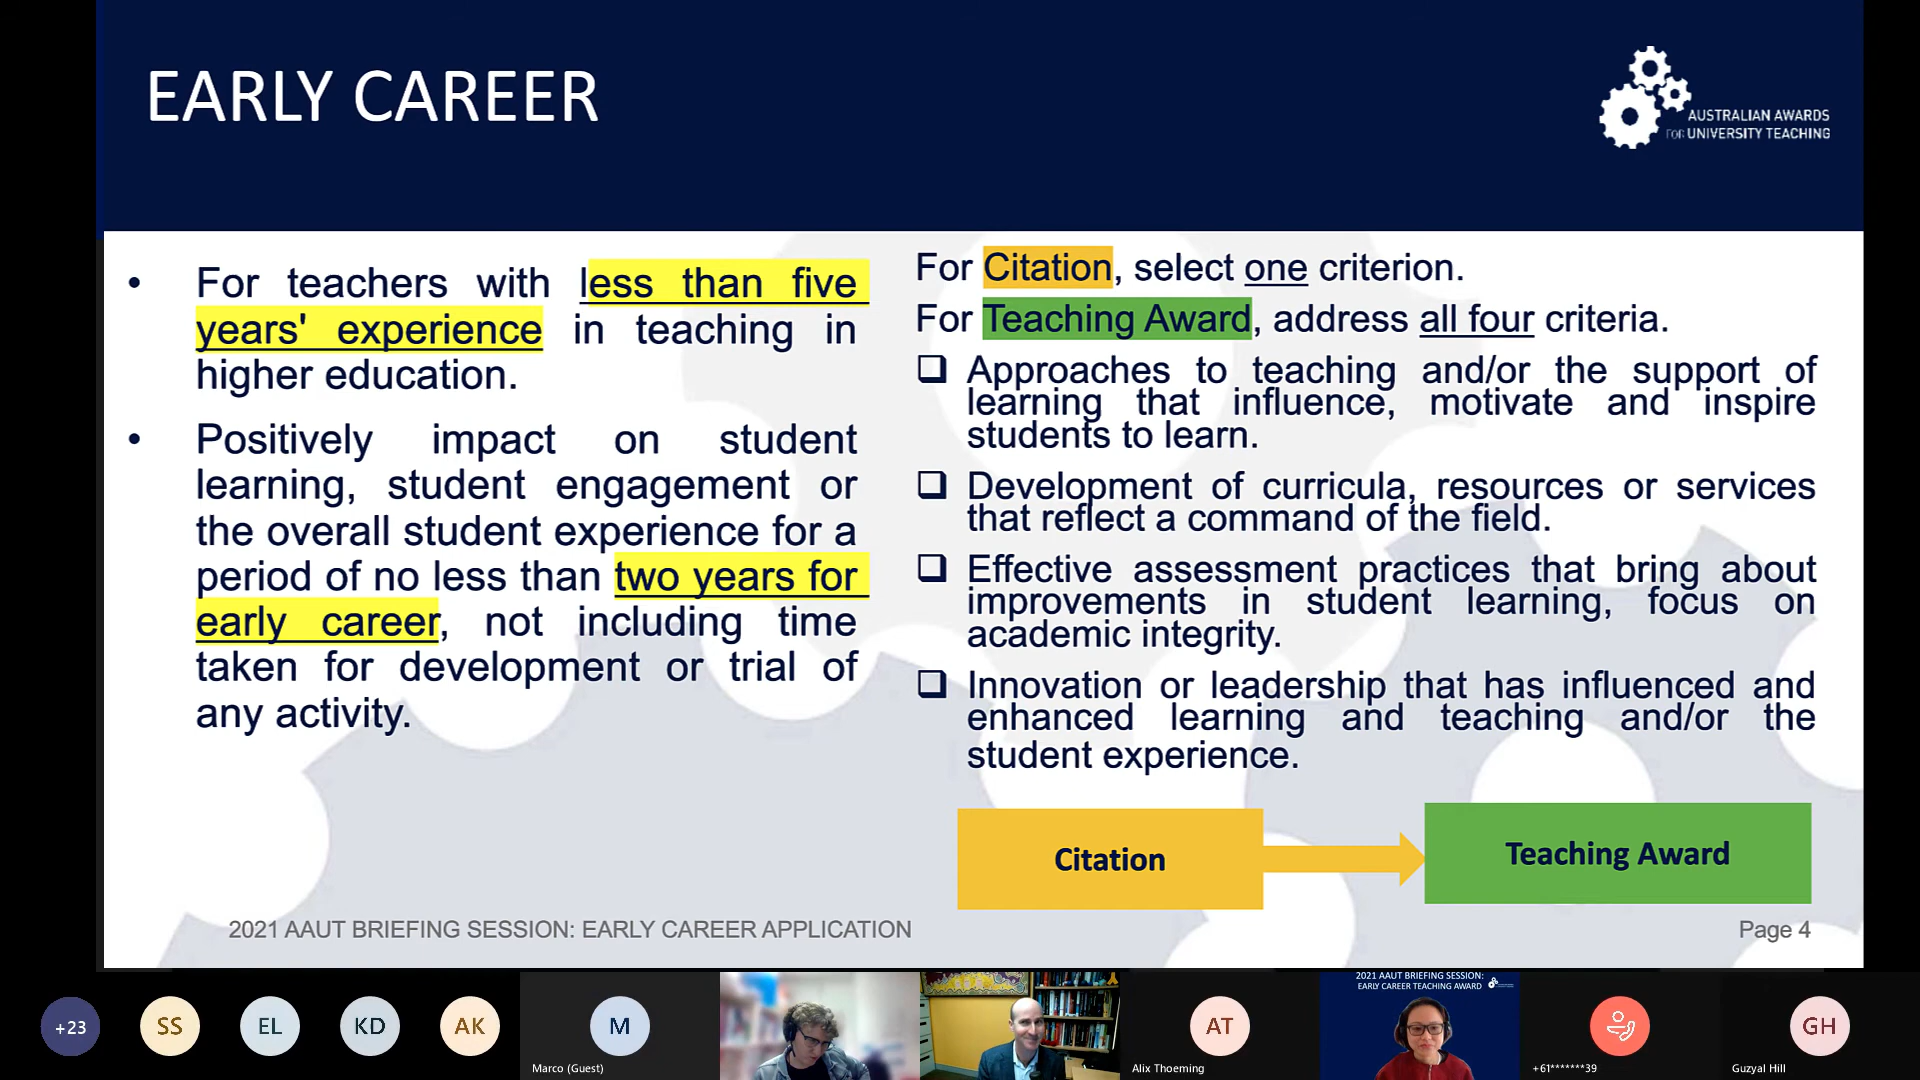 EARLY CAREER
AUSTRALIAN AWARDS
FOR UNIVERSITY TEACHING
• For teachers with less than five
years' experience in teaching in
higher education.
• Positively impact on student
learning, student engagement or
the overall student experience for a
period of no less than two years for
early career, not including time
taken for development or trial of
any activity.
For Citation, select one criterion.
For Teaching Award, address all four criteria.
❑ Approaches to teaching and/or the support of
learning that influence, motivate and inspire
students to learn.
❑ Development of curricula, resources or services
that reflect a command of the field.
❑ Effective assessment practices that bring about
improvements in student learning, focus on
academic integrity.
❑ Innovation or leadership that has influenced and
enhanced learning and teaching and/or the
student experience.
Citation
Teaching Award
2021 AAUT BRIEFING SESSION: EARLY CAREER APPLICATION
Page 4
+23
SS
EL
KD
AK
M
Marco (Guest)
AT
Alix Thoeming
2021 AAUT BRIEFING SESSION:
EARLY CAREER TEACHING AWARD
+61*******39
GH
Guzyal Hill